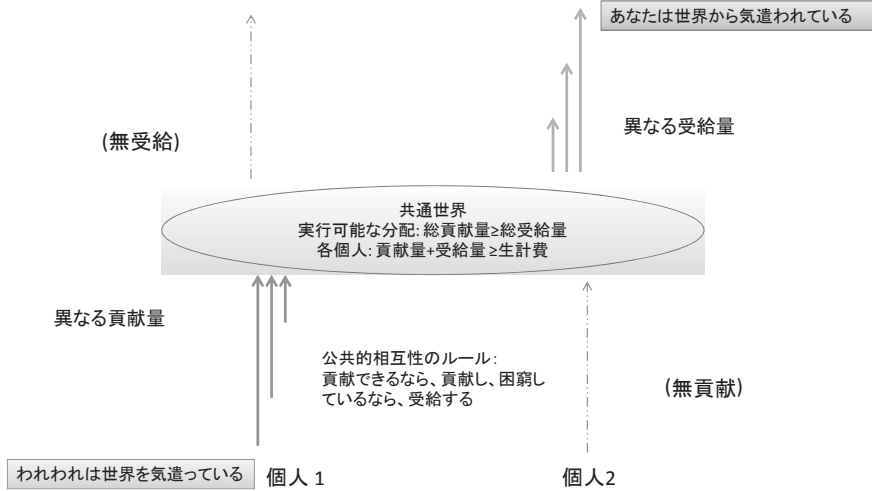 あなたは世界から気遣われている
異なる受給量
(無受給)
共通世界
実行可能な分配: 総貢献量≥総受給量
各個人: 貢献量+受給量≥生計費
異なる貢献量
公共的相互性のルール:
貢献できるなら、貢献し、困窮し
ているなら、受給する
(無貢献)
われわれは世界を気遣っている
個人 1
個人2